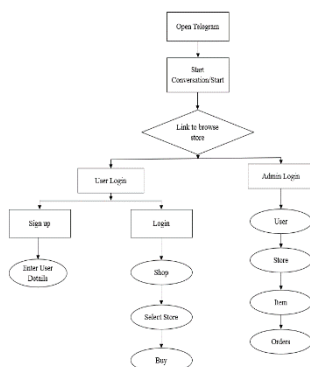 Open Telegram
Start
Conversation/Start
Link to browse
store
User Login
Admin Login
Sign up
Login
User
Enter User
Details
Shop
Store
Select Store
Item
Buy
Orders